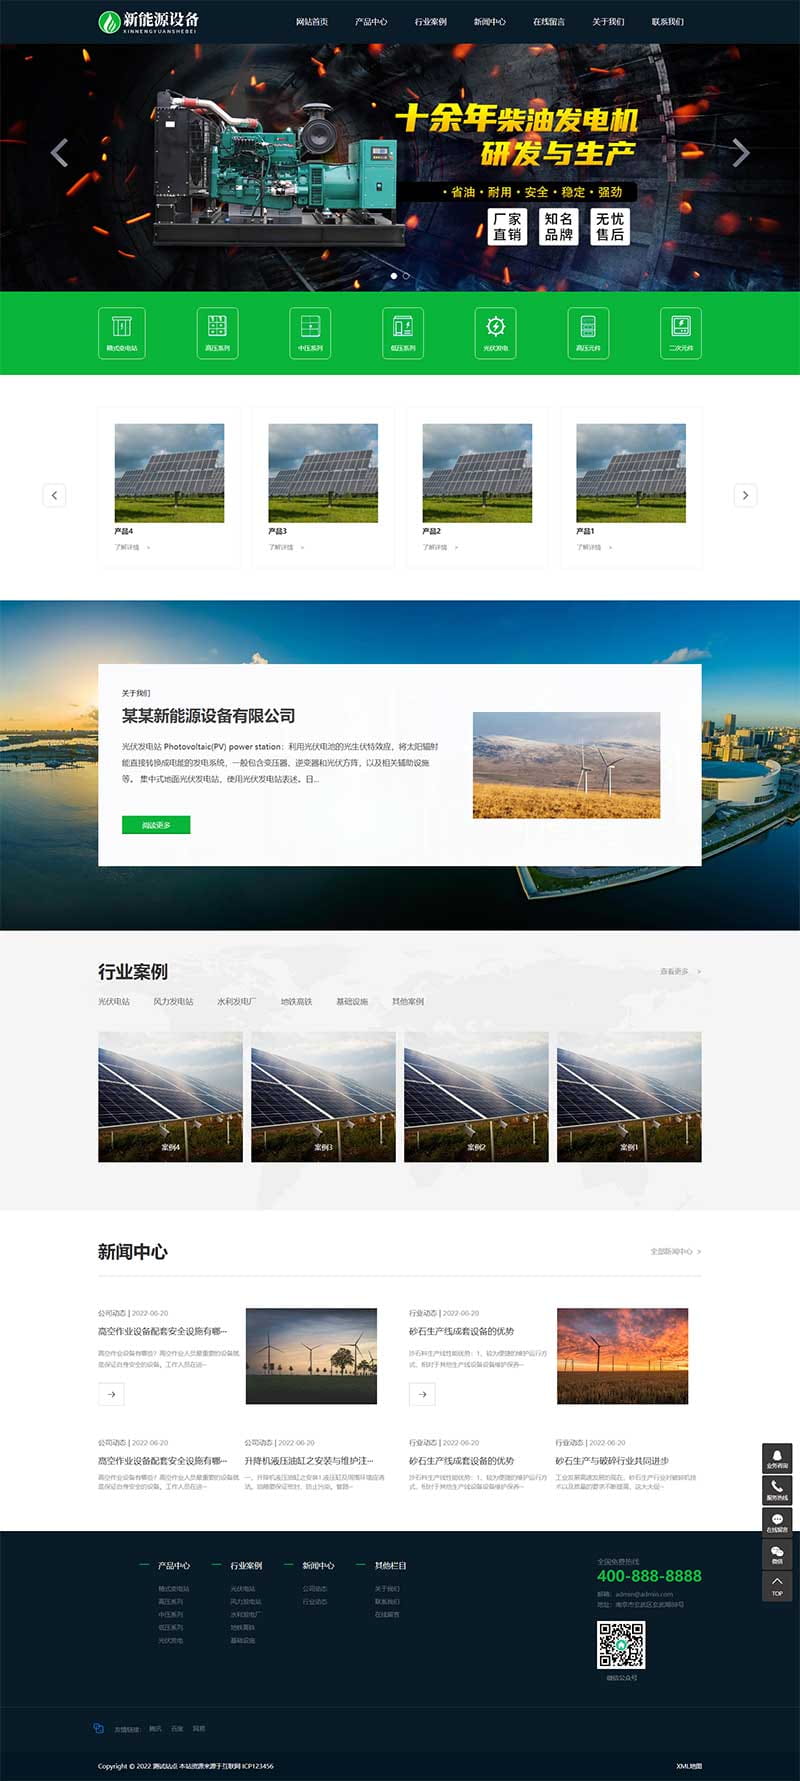 新能源设备
XINNENGYUANSHEBEI
网站首页 产品中心 行业案例 新闻中心 在线留言 关于我们 联系我们
十余年柴油发电机
研发与生产
·省油·耐用·安全·稳定·强劲
厂家直销 知名品牌 无忧售后
箱式变电站 高压系列 中压系列 低压系列 光伏发电 高压元件 二次元件
产品4 产品3 产品2 产品1
了解详情 > 了解详情 > 了解详情 > 了解详情 >
关于我们
某某新能源设备有限公司
光伏发电站 Photovoltaic(PV) power station：利用光伏电池的光生伏特效应，将太阳辐射
能直接转换成电能的发电系统，一般包含变压器、逆变器和光伏方阵，以及相关辅助设施
等。 集中式地面光伏发电站，使用光伏发电站表述。日...
阅读更多
行业案例
查看更多 >
光伏电站 风力发电站 水利发电厂 地铁高铁 基础设施 其他案例
案例4 案例3 案例2 案例1
新闻中心
全部新闻中心 >
公司动态 | 2022-06-20
高空作业设备配套安全设施有哪···
高空作业设备有哪些？高空作业人员最重要的设备就
是保证自身安全的设备。工作人员在进···
行业动态 | 2022-06-20
砂石生产线成套设备的优势
沙石料生产线性能优势：1、较为便捷的维护运行方
式，相对于其他生产线设备设备维护保养···
公司动态 | 2022-06-20
高空作业设备配套安全设施有哪···
高空作业设备有哪些？高空作业人员最重要的设备就
是保证自身安全的设备。工作人员在进···
公司动态 | 2022-06-20
升降机液压油缸之安装与维护注···
一、升降机液压油缸之安装1.液压缸及周围环境应清
洁。油箱要保证密封，防止污染。管路···
行业动态 | 2022-06-20
砂石生产线成套设备的优势
沙石料生产线性能优势：1、较为便捷的维护运行方
式，相对于其他生产线设备设备维护保养···
行业动态 | 2022-06-20
砂石生产与破碎行业共同进步
工业发展高速发展的现在，砂石生产行业对破碎机技
术以及质量的要求不断提高，这大大促···
业务咨询
服务热线
在线留言
微信
TOP
产品中心
箱式变电站
高压系列
中压系列
低压系列
光伏发电
行业案例
光伏电站
风力发电站
水利发电厂
地铁高铁
基础设施
新闻中心
公司动态
行业动态
其他栏目
关于我们
联系我们
在线留言
全国免费热线
400-888-8888
邮箱：admin@admin.com
地址：南京市玄武区玄武湖88号
微信公众号
友情链接： 腾讯 百度 网易
Copyright © 2022 测试站点 本站资源来源于互联网 ICP123456
XML地图